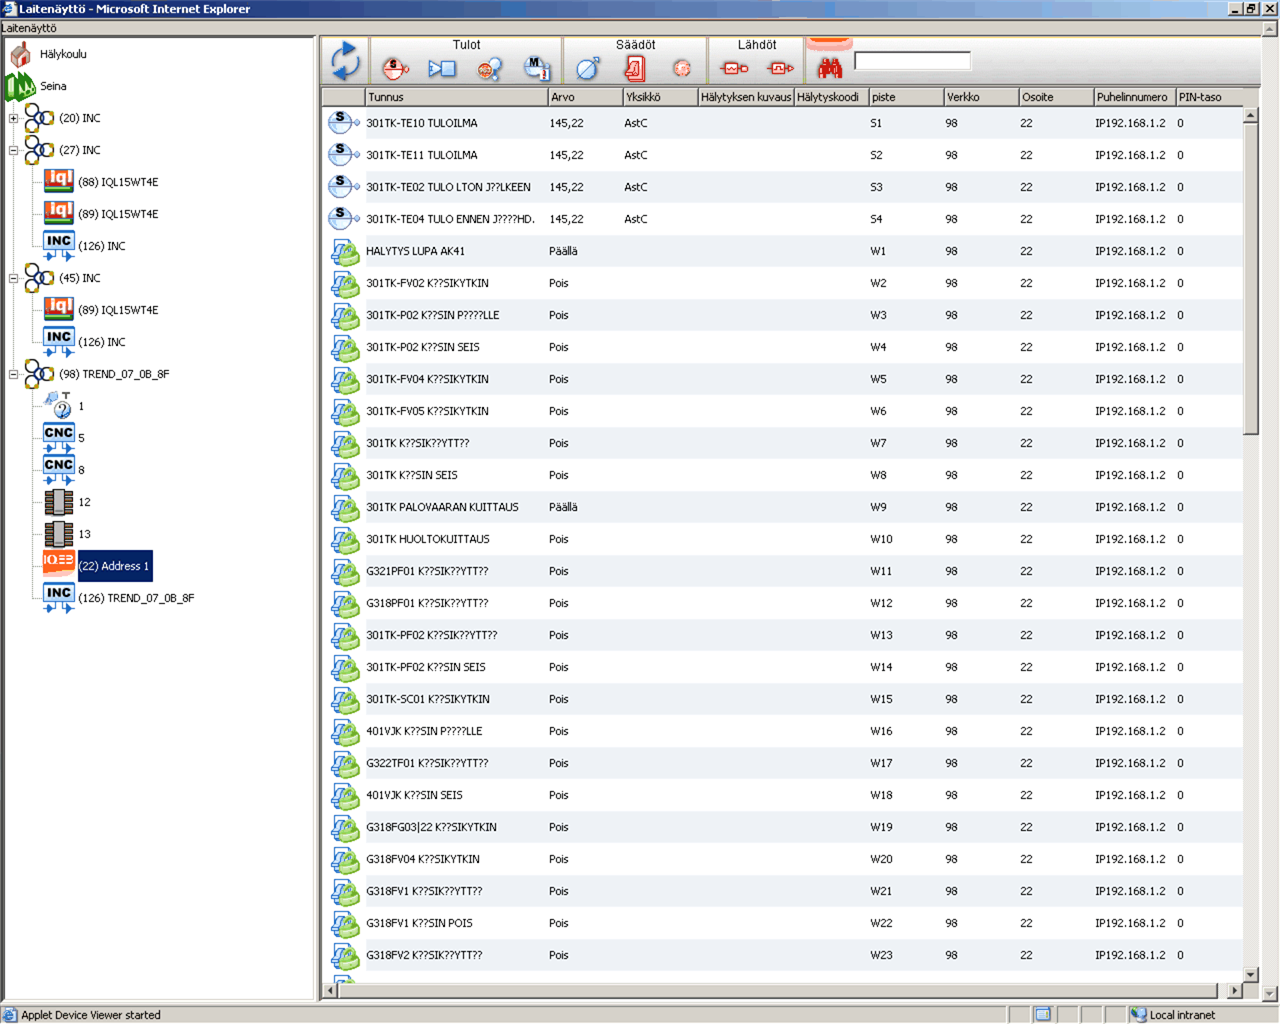 Laitenäyttö - Microsoft Internet Explorer
Laitenäyttö
Hälykoulu
Seina
(20) INC
(27) INC
iql (88) IQL15WT4E
iql (89) IQL15WT4E
INC (126) INC
(45) INC
iql (89) IQL15WT4E
INC (126) INC
(98) TREND_07_0B_8F
T ? 1
CNC 5
CNC 8
12
13
(22) Address 1
INC (126) TREND_07_0B_8F
Tulot Säädöt Lähdöt
S M
Tunnus Arvo Yksikkö Hälytyksen kuvaus Hälytyskoodi piste Verkko Osoite Puhelinnumero PIN-taso
S 301TK-TE10 TULOILMA 145,22 AstC S1 98 22 IP192.168.1.2 0
S 301TK-TE11 TULOILMA 145,22 AstC S2 98 22 IP192.168.1.2 0
S 301TK-TE02 TULO LTON J??LKEEN 145,22 AstC S3 98 22 IP192.168.1.2 0
S 301TK-TE04 TULO ENNEN J????HD. 145,22 AstC S4 98 22 IP192.168.1.2 0
HALYTYS LUPA AK41 Päällä W1 98 22 IP192.168.1.2 0
301TK-FV02 K??SIKYTKIN Pois W2 98 22 IP192.168.1.2 0
301TK-P02 K??SIN P????LLE Pois W3 98 22 IP192.168.1.2 0
301TK-P02 K??SIN SEIS Pois W4 98 22 IP192.168.1.2 0
301TK-FV04 K??SIKYTKIN Pois W5 98 22 IP192.168.1.2 0
301TK-FV05 K??SIKYTKIN Pois W6 98 22 IP192.168.1.2 0
301TK K??SIK??YTT?? Pois W7 98 22 IP192.168.1.2 0
301TK K??SIN SEIS Pois W8 98 22 IP192.168.1.2 0
301TK PALOVAARAN KUITTAUS Päällä W9 98 22 IP192.168.1.2 0
301TK HUOLTOKUITTAUS Pois W10 98 22 IP192.168.1.2 0
G321PF01 K??SIK??YTT?? Pois W11 98 22 IP192.168.1.2 0
G318PF01 K??SIK??YTT?? Pois W12 98 22 IP192.168.1.2 0
301TK-PF02 K??SIK??YTT?? Pois W13 98 22 IP192.168.1.2 0
301TK-PF02 K??SIN SEIS Pois W14 98 22 IP192.168.1.2 0
301TK-SC01 K??SIKYTKIN Pois W15 98 22 IP192.168.1.2 0
401VJK K??SIN P????LLE Pois W16 98 22 IP192.168.1.2 0
G322TF01 K??SIK??YTT?? Pois W17 98 22 IP192.168.1.2 0
401VJK K??SIN SEIS Pois W18 98 22 IP192.168.1.2 0
G318FG03|22 K??SIKYTKIN Pois W19 98 22 IP192.168.1.2 0
G318FV04 K??SIKYTKIN Pois W20 98 22 IP192.168.1.2 0
G318FV1 K??SIK??YTT?? Pois W21 98 22 IP192.168.1.2 0
G318FV1 K??SIN POIS Pois W22 98 22 IP192.168.1.2 0
G318FV2 K??SIK??YTT?? Pois W23 98 22 IP192.168.1.2 0
Applet Device Viewer started Local intranet